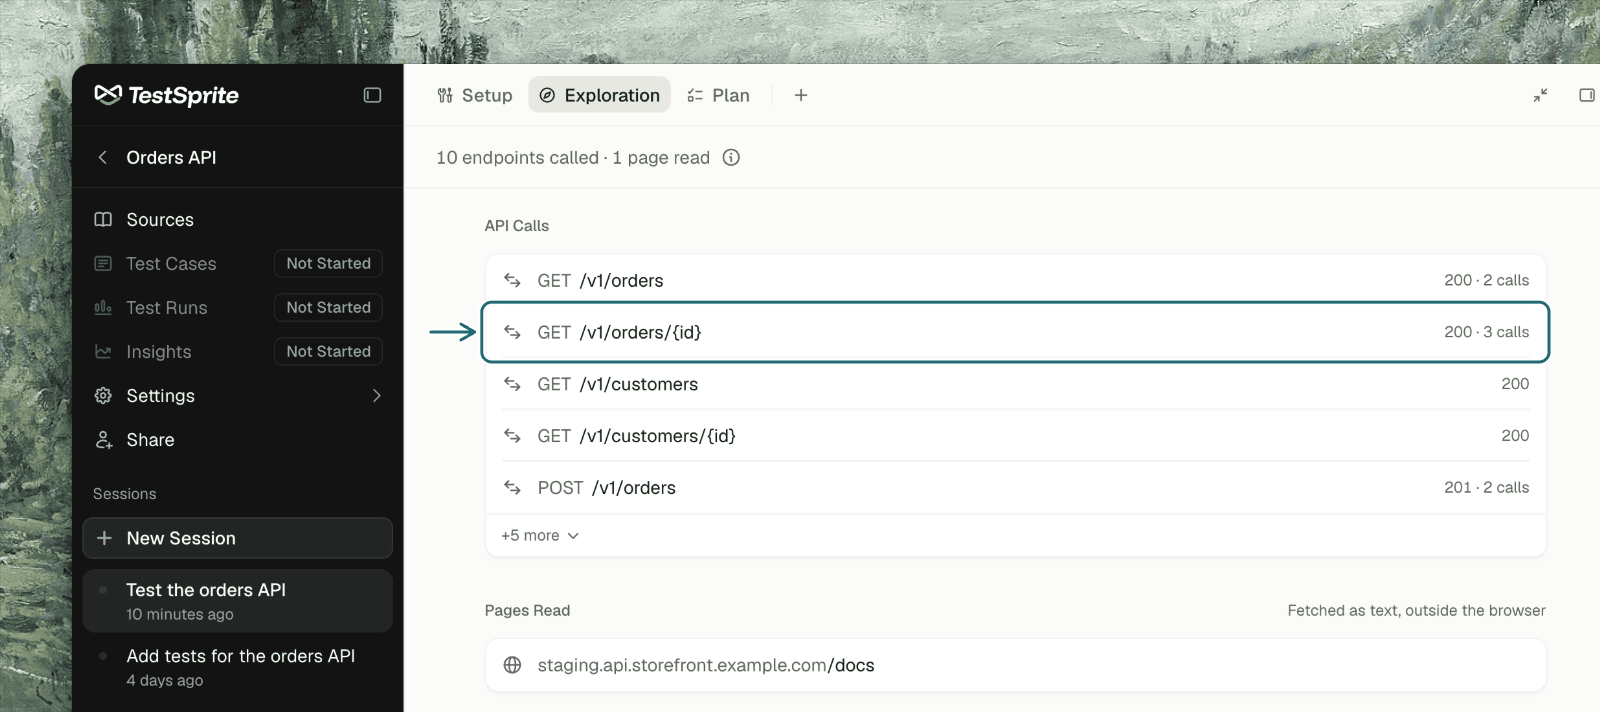 TestSprite
Orders API
Sources
Test Cases Not Started
Test Runs Not Started
Insights Not Started
Settings
Share
Sessions
New Session
Test the orders API
10 minutes ago
Add tests for the orders API
4 days ago
Setup Exploration Plan
10 endpoints called · 1 page read
API Calls
GET /v1/orders 200 · 2 calls
GET /v1/orders/{id} 200 · 3 calls
GET /v1/customers 200
GET /v1/customers/{id} 200
POST /v1/orders 201 · 2 calls
+5 more
Pages Read Fetched as text, outside the browser
staging.api.storefront.example.com/docs